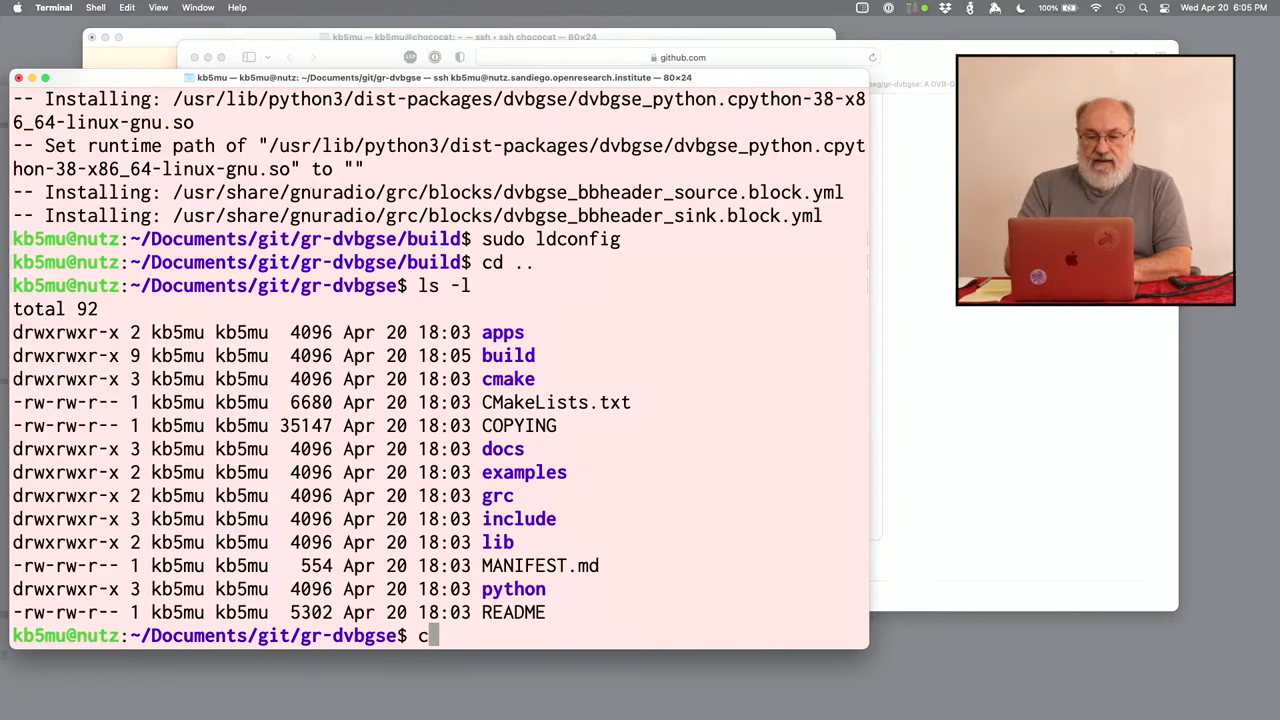 Terminal Shell Edit View Window Help
Wed Apr 20 6:05 PM
kb5mu — kb5mu@chococat: ~ — ssh ‹ ssh chococat — 80×24
github.com
kb5mu — kb5mu@nutz: ~/Documents/git/gr-dvbgse — ssh kb5mu@nutz.sandiego.openresearch.institute — 80×24
-- Installing: /usr/lib/python3/dist-packages/dvbgse/dvbgse_python.cpython-38-x8
6_64-linux-gnu.so
-- Set runtime path of "/usr/lib/python3/dist-packages/dvbgse/dvbgse_python.cpyt
hon-38-x86_64-linux-gnu.so" to ""
-- Installing: /usr/share/gnuradio/grc/blocks/dvbgse_bbheader_source.block.yml
-- Installing: /usr/share/gnuradio/grc/blocks/dvbgse_bbheader_sink.block.yml
kb5mu@nutz:~/Documents/git/gr-dvbgse/build$ sudo ldconfig
kb5mu@nutz:~/Documents/git/gr-dvbgse/build$ cd ..
kb5mu@nutz:~/Documents/git/gr-dvbgse$ ls -l
total 92
drwxrwxr-x 2 kb5mu kb5mu 4096 Apr 20 18:03 apps
drwxrwxr-x 9 kb5mu kb5mu 4096 Apr 20 18:05 build
drwxrwxr-x 3 kb5mu kb5mu 4096 Apr 20 18:03 cmake
-rw-rw-r-- 1 kb5mu kb5mu 6680 Apr 20 18:03 CMakeLists.txt
-rw-rw-r-- 1 kb5mu kb5mu 35147 Apr 20 18:03 COPYING
drwxrwxr-x 3 kb5mu kb5mu 4096 Apr 20 18:03 docs
drwxrwxr-x 2 kb5mu kb5mu 4096 Apr 20 18:03 examples
drwxrwxr-x 2 kb5mu kb5mu 4096 Apr 20 18:03 grc
drwxrwxr-x 3 kb5mu kb5mu 4096 Apr 20 18:03 include
drwxrwxr-x 2 kb5mu kb5mu 4096 Apr 20 18:03 lib
-rw-rw-r-- 1 kb5mu kb5mu 554 Apr 20 18:03 MANIFEST.md
drwxrwxr-x 3 kb5mu kb5mu 4096 Apr 20 18:03 python
-rw-rw-r-- 1 kb5mu kb5mu 5302 Apr 20 18:03 README
kb5mu@nutz:~/Documents/git/gr-dvbgse$ c